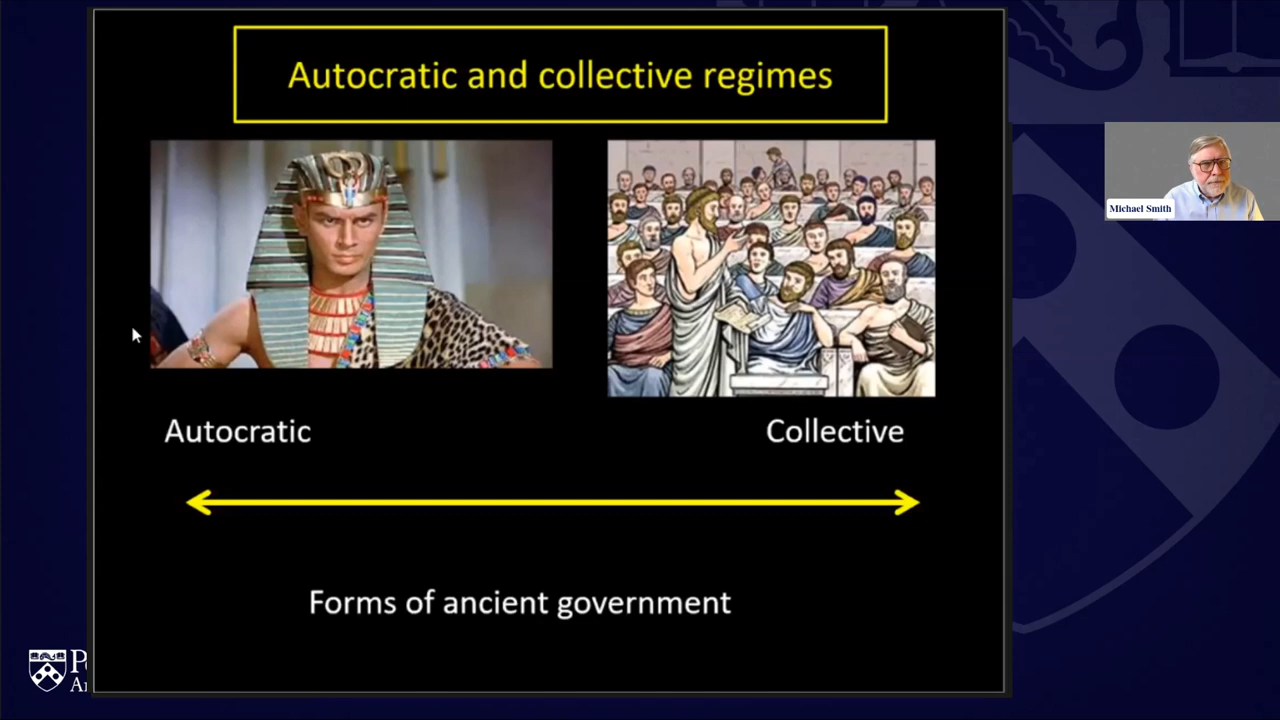 Autocratic and collective regimes
Michael Smith
Autocratic
Collective
Forms of ancient government